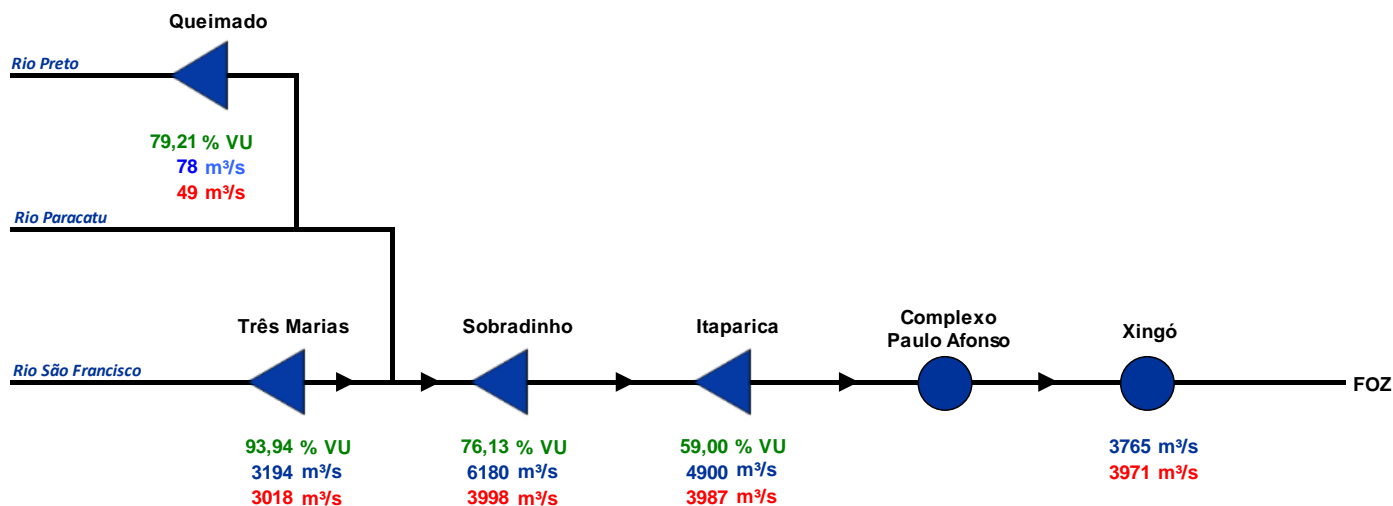 Queimado
Rio Preto
79,21 % VU
78 m³/s
49 m³/s
Rio Paracatu
Três Marias
Sobradinho
Itaparica
Complexo
Paulo Afonso
Xingó
Rio São Francisco
FOZ
93,94 % VU
3194 m³/s
3018 m³/s
76,13 % VU
6180 m³/s
3998 m³/s
59,00 % VU
4900 m³/s
3987 m³/s
3765 m³/s
3971 m³/s